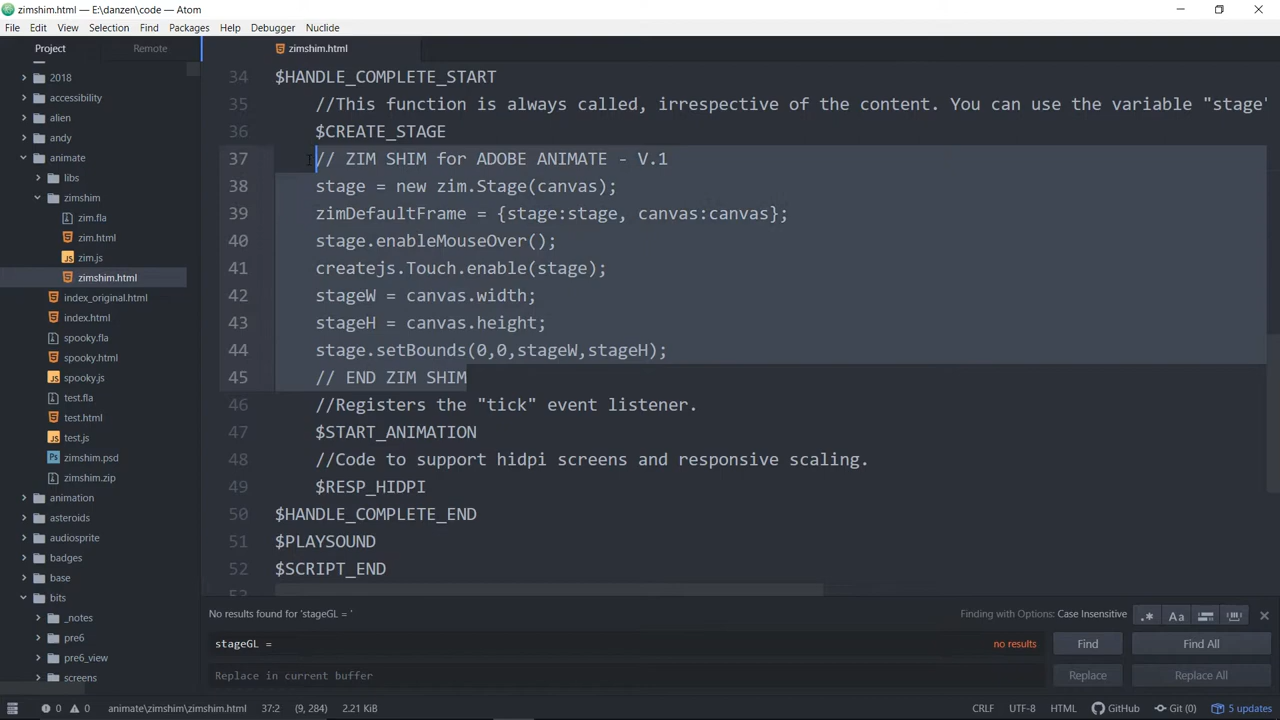 zimshim.html — E:\danzen\code — Atom
File Edit View Selection Find Packages Help Debugger Nuclide
Project Remote
2018
accessibility
alien
andy
animate
libs
zimshim
zim.fla
zim.html
zim.js
zimshim.html
index_original.html
index.html
spooky.fla
spooky.html
spooky.js
test.fla
test.html
test.js
zimshim.psd
zimshim.zip
animation
asteroids
audiosprite
badges
base
bits
_notes
pre6
pre6_view
screens
zimshim.html
34 $HANDLE_COMPLETE_START
35 //This function is always called, irrespective of the content. You can use the variable "stage"
36 $CREATE_STAGE
37 // ZIM SHIM for ADOBE ANIMATE - V.1
38 stage = new zim.Stage(canvas);
39 zimDefaultFrame = {stage:stage, canvas:canvas};
40 stage.enableMouseOver();
41 createjs.Touch.enable(stage);
42 stageW = canvas.width;
43 stageH = canvas.height;
44 stage.setBounds(0,0,stageW,stageH);
45 // END ZIM SHIM
46 //Registers the "tick" event listener.
47 $START_ANIMATION
48 //Code to support hidpi screens and responsive scaling.
49 $RESP_HIDPI
50 $HANDLE_COMPLETE_END
51 $PLAYSOUND
52 $SCRIPT_END
53
No results found for 'stageGL = ' Finding with Options: Case Insensitive .* Aa
stageGL = no results Find Find All
Replace in current buffer Replace Replace All
0 0 animate\zimshim\zimshim.html 37:2 (9, 284) 2.21 KiB CRLF UTF-8 HTML GitHub Git (0) 5 updates